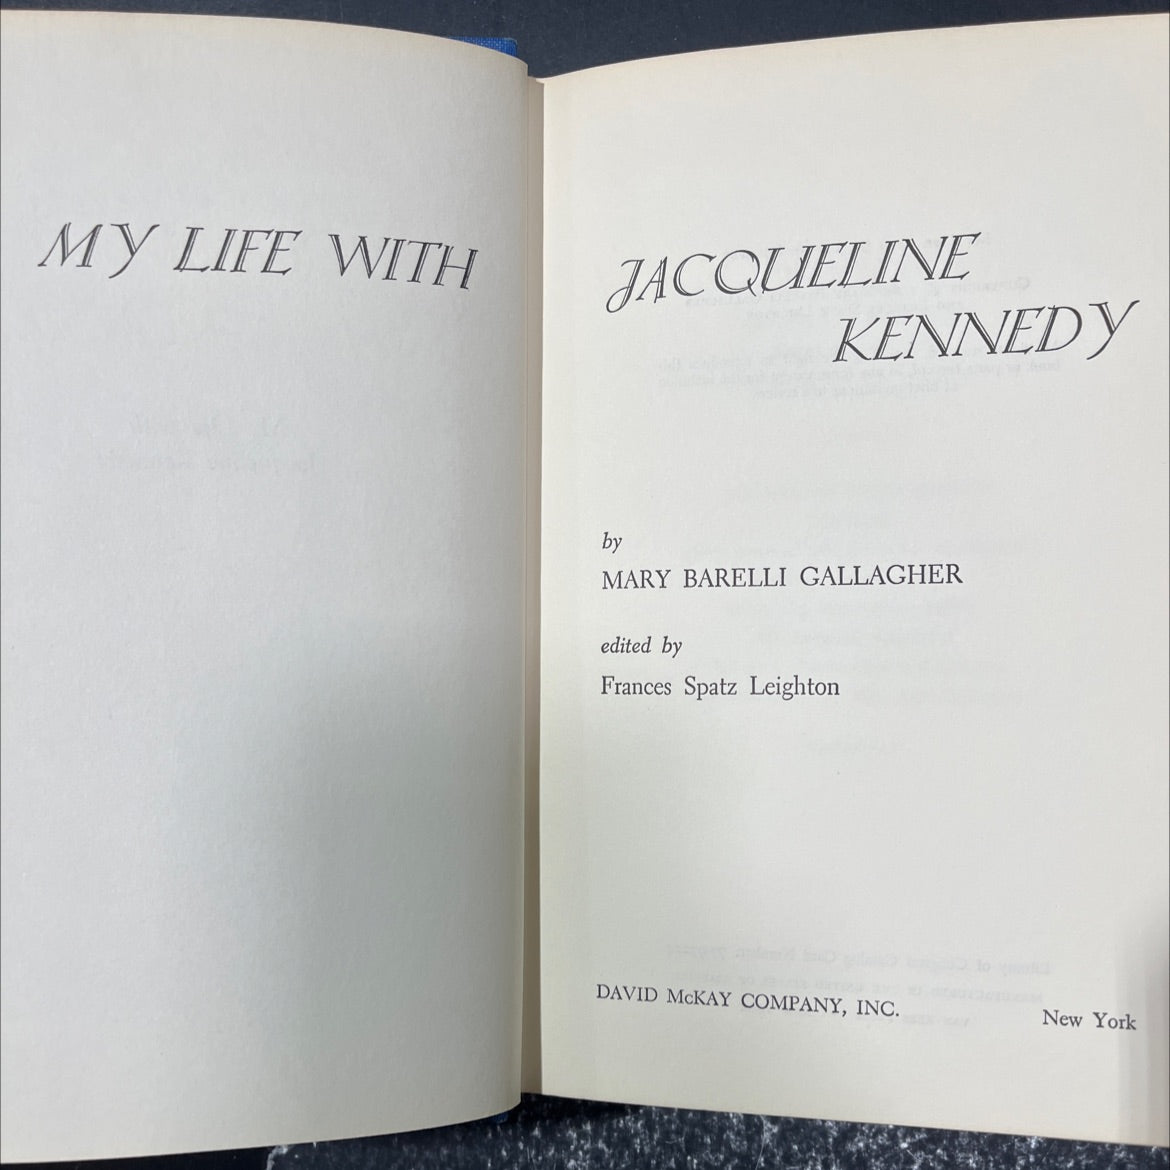 MY LIFE WITH
JACQUELINE
KENNEDY
by
MARY BARELLI GALLAGHER
edited by
Frances Spatz Leighton
DAVID McKAY COMPANY, INC.
New York